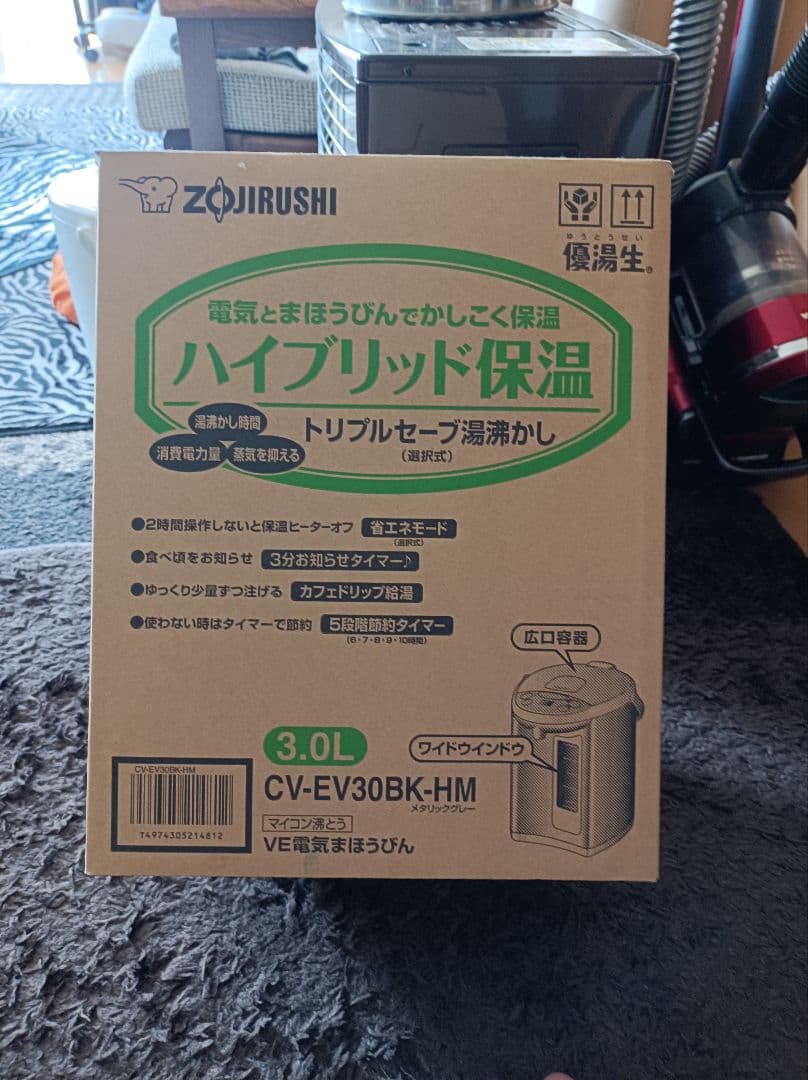 ZOJIRUSHI
ゆうとうせい
優湯生®
電気とまほうびんでかしこく保温
ハイブリッド保温
湯沸かし時間
消費電力量
蒸気を抑える
トリプルセーブ湯沸かし
(選択式)
●2時間操作しないと保温ヒーターオフ 省エネモード
(選択式)
●食べ頃をお知らせ 3分お知らせタイマー♪
●ゆっくり少量ずつ注げる カフェドリップ給湯
●使わない時はタイマーで節約 5段階節約タイマー
(6・7・8・9・10時間)
広口容器
ワイドウインドウ
3.0L
CV-EV30BK-HM
メタリックグレー
マイコン沸とう
VE電気まほうびん
CV-EV30BK-HM
T4974305214812